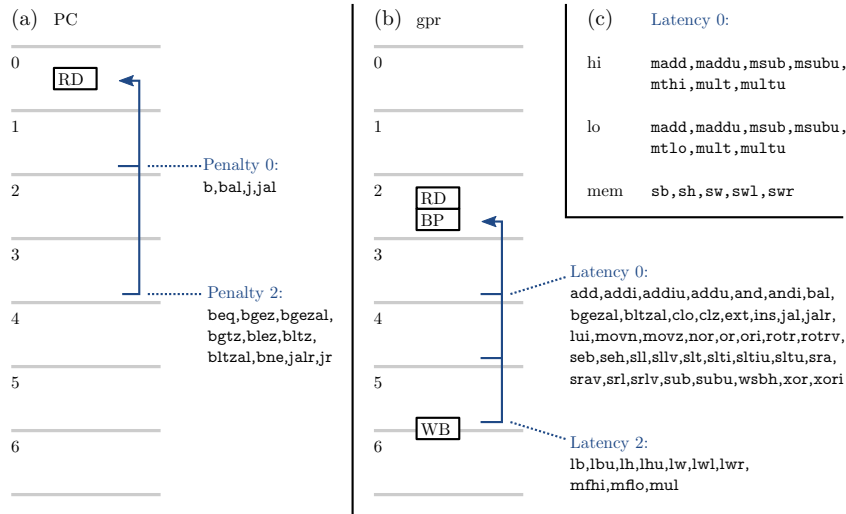 (a) PC
0
RD
1
Penalty 0:
b,bal,j,jal
2
3
Penalty 2:
beq,bgez,bgezal,
bgtz,blez,bltz,
bltzal,bne,jalr,jr
4
5
6
(b) gpr
0
1
2
RD
BP
3
Latency 0:
add,addi,addiu,addu,and,andi,bal,
bgezal,bltzal,clo,clz,ext,ins,jal,jalr,
lui,movn,movz,nor,or,ori,rotr,rotrv,
seb,seh,sll,sllv,slt,slti,sltiu,sltu,sra,
srav,srl,srlv,sub,subu,wsbh,xor,xori
4
5
WB
6
Latency 2:
lb,lbu,lh,lhu,lw,lwl,lwr,
mfhi,mflo,mul
(c) Latency 0:
hi madd,maddu,msub,msubu,
mthi,mult,multu
lo madd,maddu,msub,msubu,
mtlo,mult,multu
mem sb,sh,sw,swl,swr